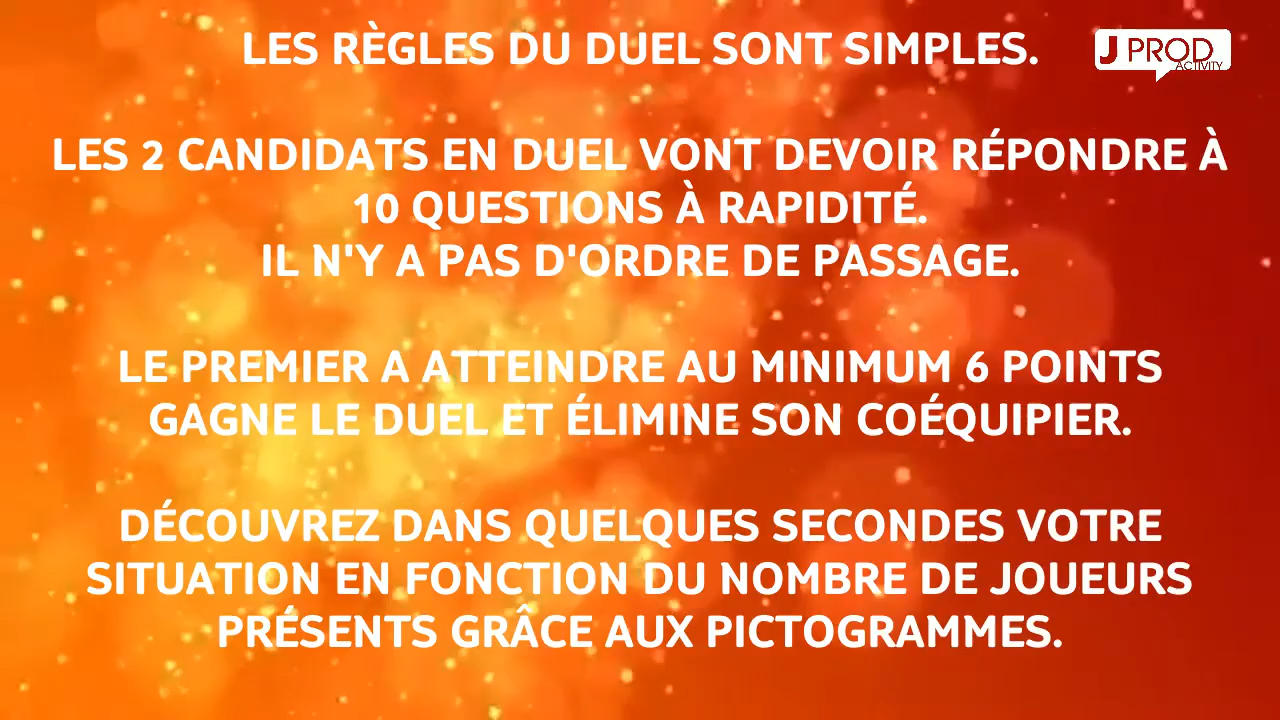 LES RÈGLES DU DUEL SONT SIMPLES.
J PROD
ACTIVITY
LES 2 CANDIDATS EN DUEL VONT DEVOIR RÉPONDRE À
10 QUESTIONS À RAPIDITÉ.
IL N'Y A PAS D'ORDRE DE PASSAGE.
LE PREMIER A ATTEINDRE AU MINIMUM 6 POINTS
GAGNE LE DUEL ET ÉLIMINE SON COÉQUIPIER.
DÉCOUVREZ DANS QUELQUES SECONDES VOTRE
SITUATION EN FONCTION DU NOMBRE DE JOUEURS
PRÉSENTS GRÂCE AUX PICTOGRAMMES.